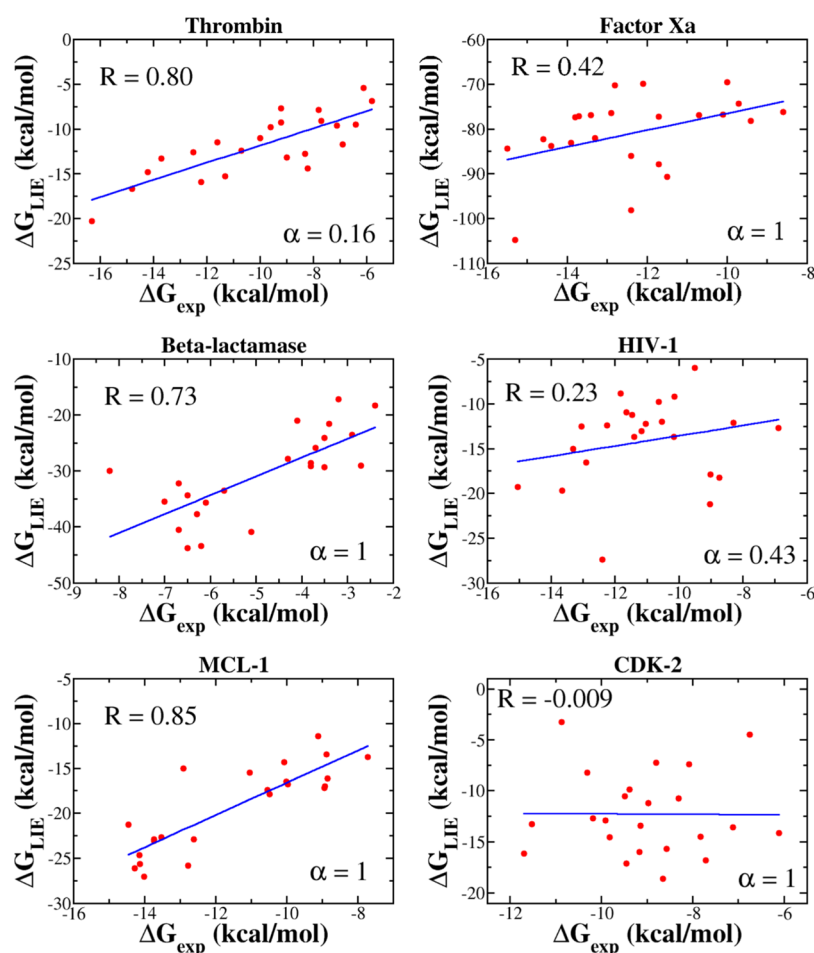 Thrombin
R = 0.80
α = 0.16
0
-5
-10
-15
-20
-25
-16 -14 -12 -10 -8 -6
ΔG_LIE (kcal/mol)
ΔG_exp (kcal/mol)
Factor Xa
R = 0.42
α = 1
-60
-70
-80
-90
-100
-110
-16 -14 -12 -10 -8
ΔG_LIE (kcal/mol)
ΔG_exp (kcal/mol)
Beta-lactamase
R = 0.73
α = 1
-10
-20
-30
-40
-50
-9 -8 -7 -6 -5 -4 -3 -2
ΔG_LIE (kcal/mol)
ΔG_exp (kcal/mol)
HIV-1
R = 0.23
α = 0.43
-5
-10
-15
-20
-25
-30
-16 -14 -12 -10 -8 -6
ΔG_LIE (kcal/mol)
ΔG_exp (kcal/mol)
MCL-1
R = 0.85
α = 1
-5
-10
-15
-20
-25
-30
-16 -14 -12 -10 -8
ΔG_LIE (kcal/mol)
ΔG_exp (kcal/mol)
CDK-2
R = -0.009
α = 1
0
-5
-10
-15
-20
-12 -10 -8 -6
ΔG_LIE (kcal/mol)
ΔG_exp (kcal/mol)